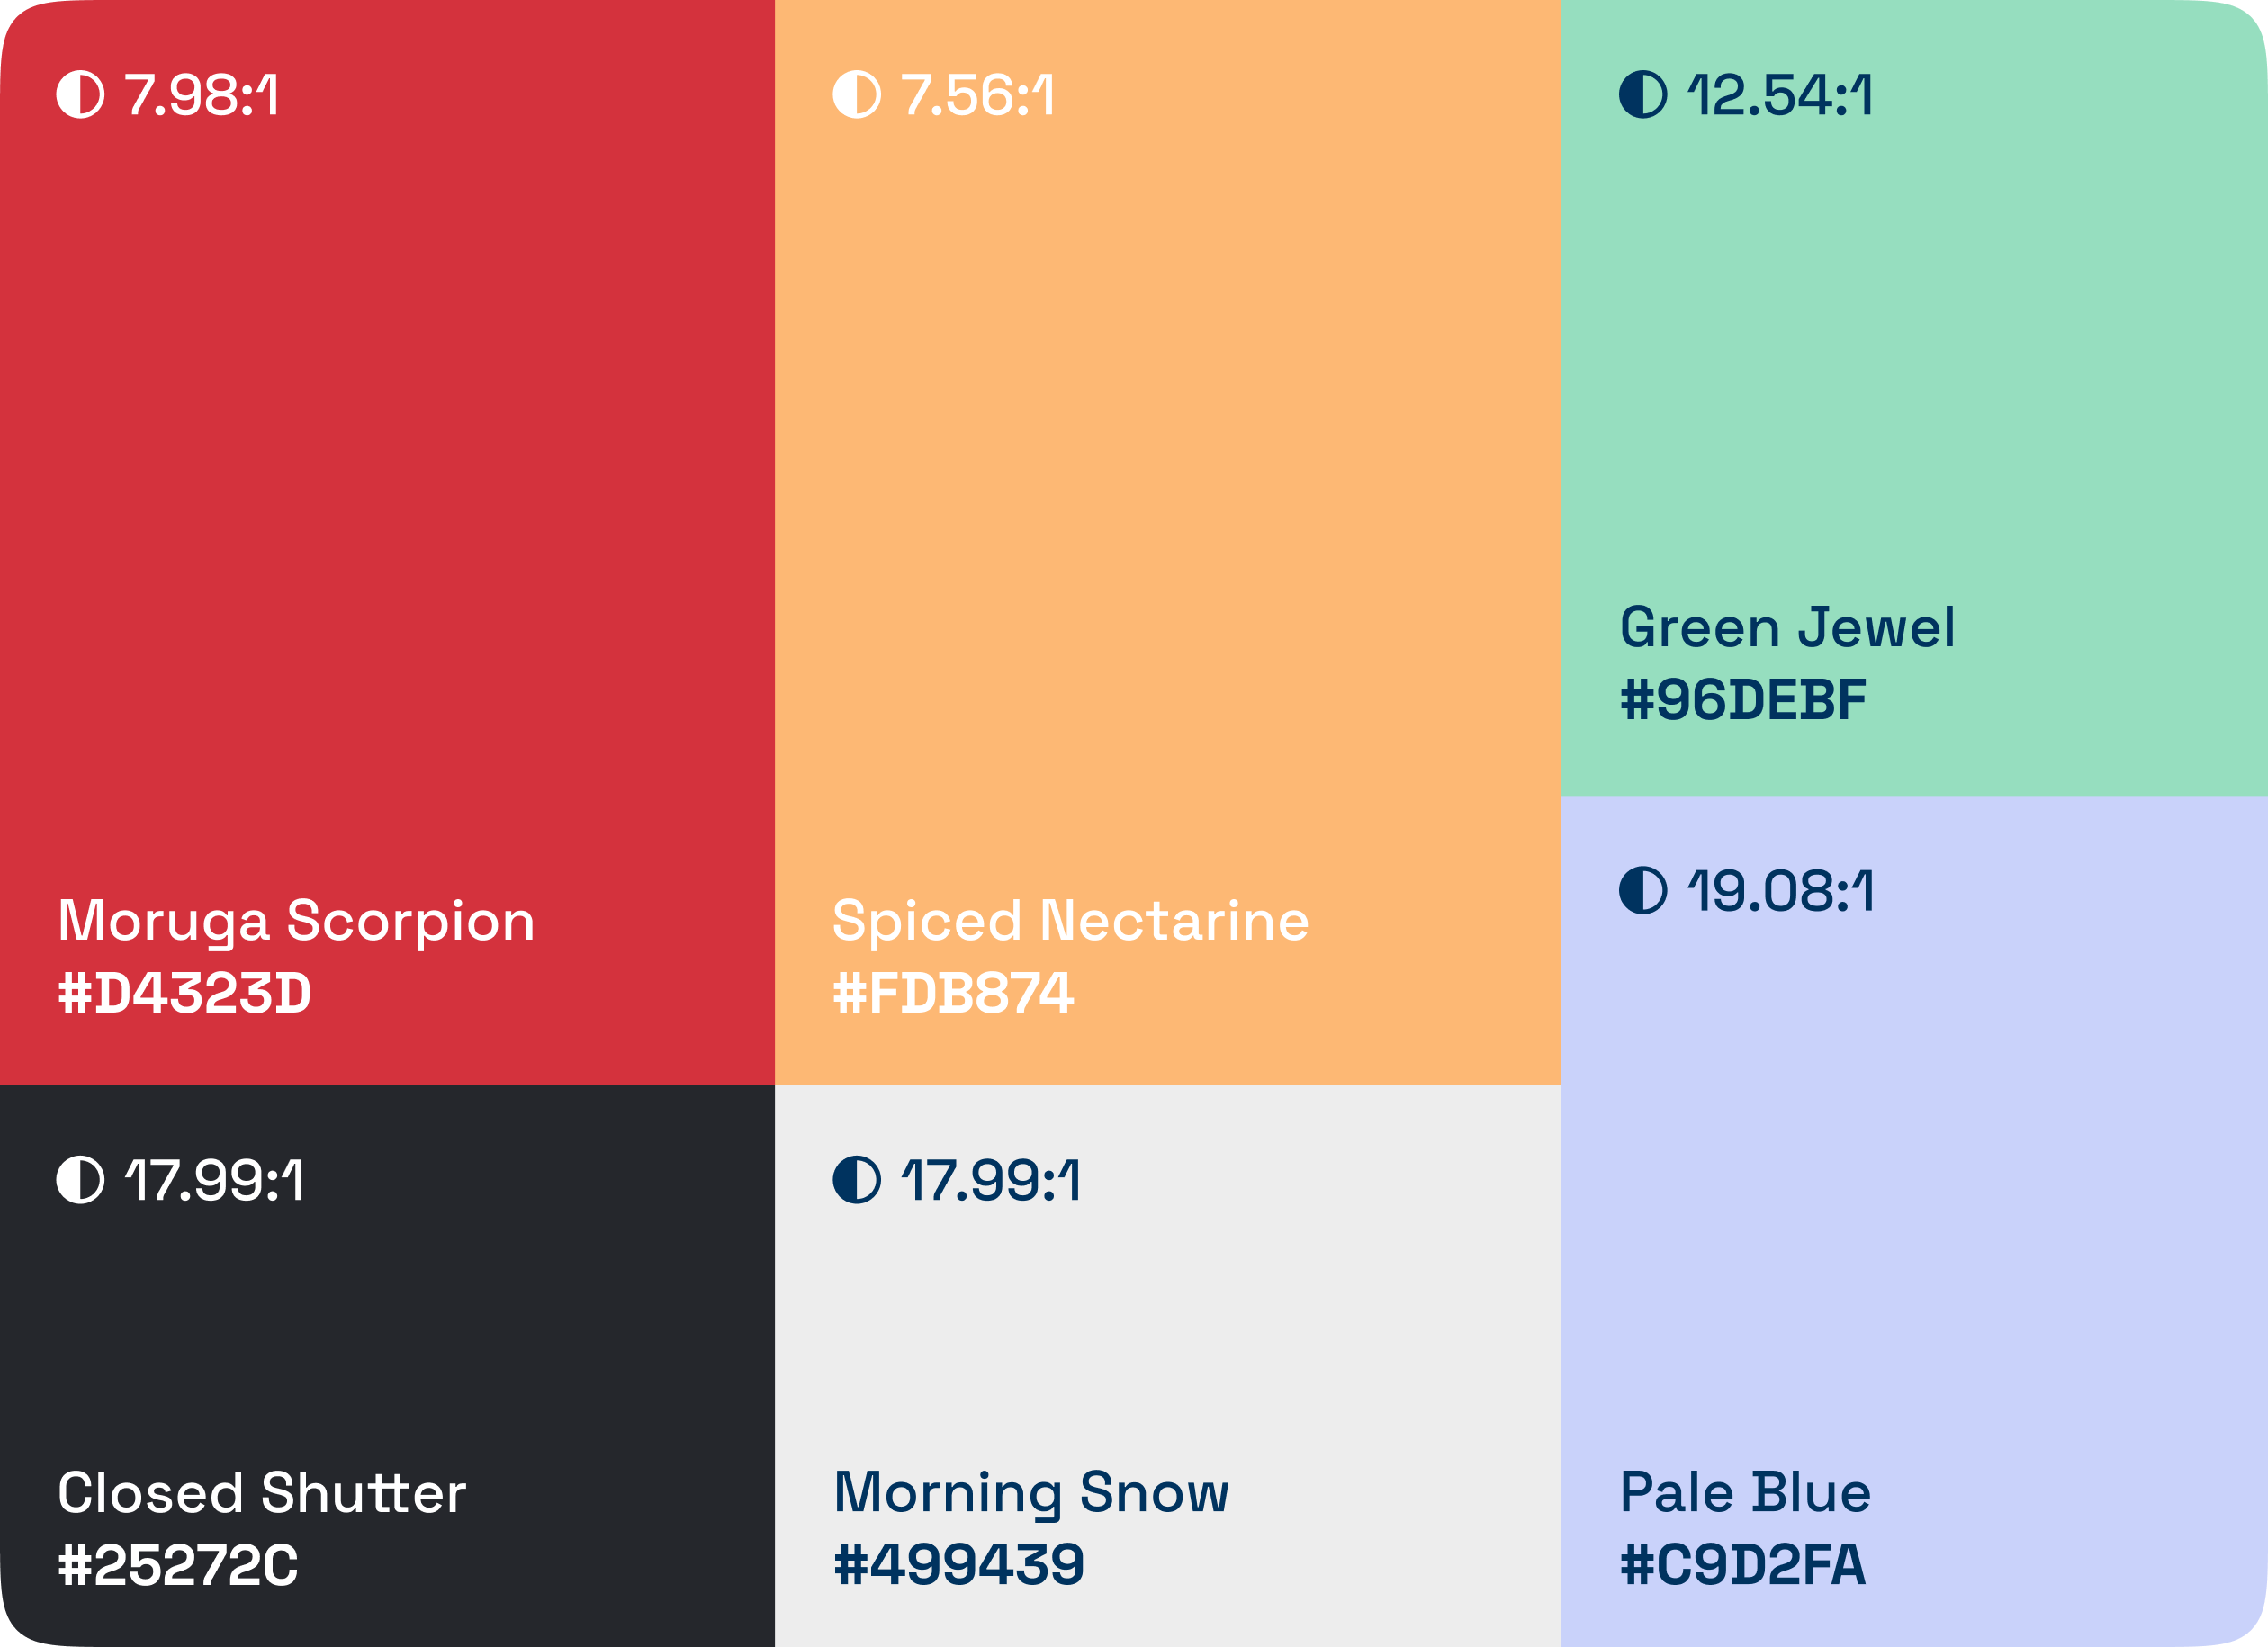 7.98:1
Moruga Scorpion
#D4323D
7.56:1
Spiced Nectarine
#FDB874
12.54:1
Green Jewel
#96DEBF
19.08:1
Pale Blue
#C9D2FA
17.99:1
Closed Shutter
#25272C
17.99:1
Morning Snow
#499439